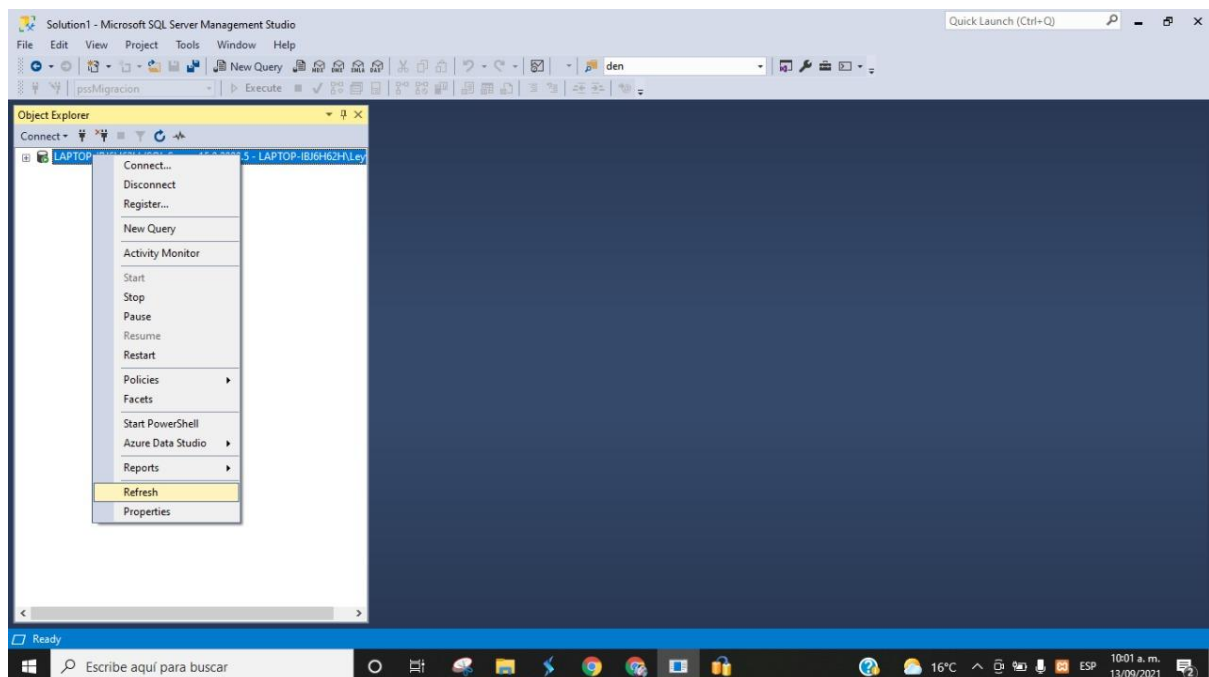 Solution1 - Microsoft SQL Server Management Studio
Quick Launch (Ctrl+Q)
File Edit View Project Tools Window Help
New Query
den
pssMigracion
Execute
Object Explorer
Connect
LAPTOP .5 - LAPTOP-IBJ6H62H\Ley
Connect...
Disconnect
Register...
New Query
Activity Monitor
Start
Stop
Pause
Resume
Restart
Policies
Facets
Start PowerShell
Azure Data Studio
Reports
Refresh
Properties
Ready
Escribe aquí para buscar
16°C
ESP
10:01 a. m.
13/09/2021